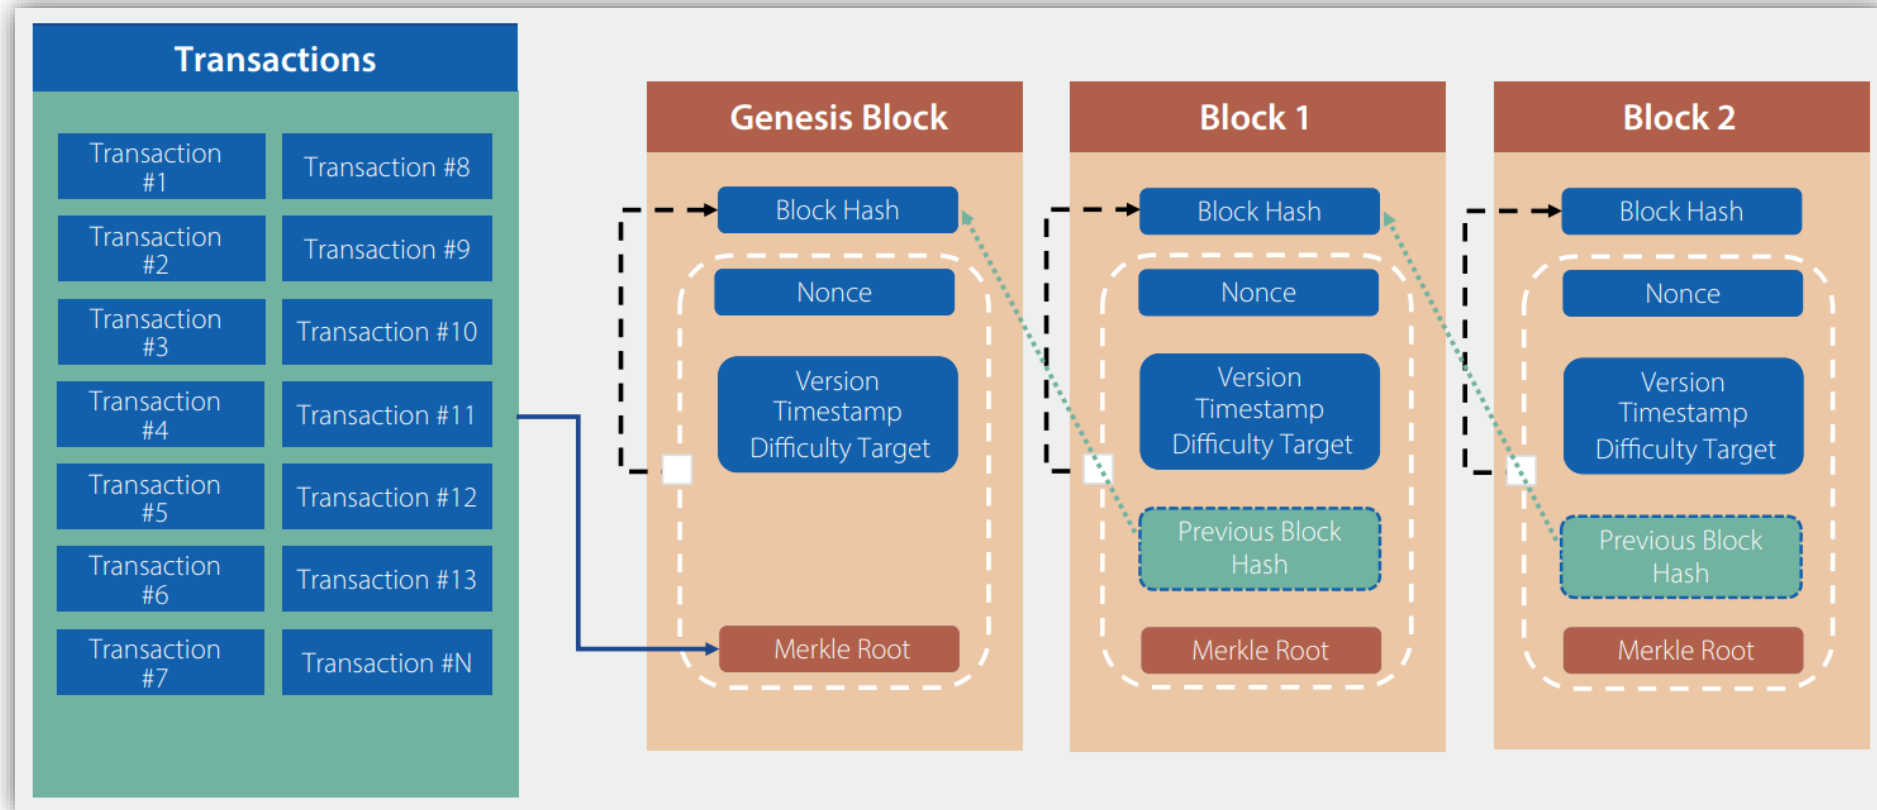 Transactions
Transaction
#1
Transaction #8
Transaction
#2
Transaction #9
Transaction
#3
Transaction #10
Transaction
#4
Transaction #11
Transaction
#5
Transaction #12
Transaction
#6
Transaction #13
Transaction
#7
Transaction #N
Genesis Block
Block Hash
Nonce
Version
Timestamp
Difficulty Target
Merkle Root
Block 1
Block Hash
Nonce
Version
Timestamp
Difficulty Target
Previous Block
Hash
Merkle Root
Block 2
Block Hash
Nonce
Version
Timestamp
Difficulty Target
Previous Block
Hash
Merkle Root